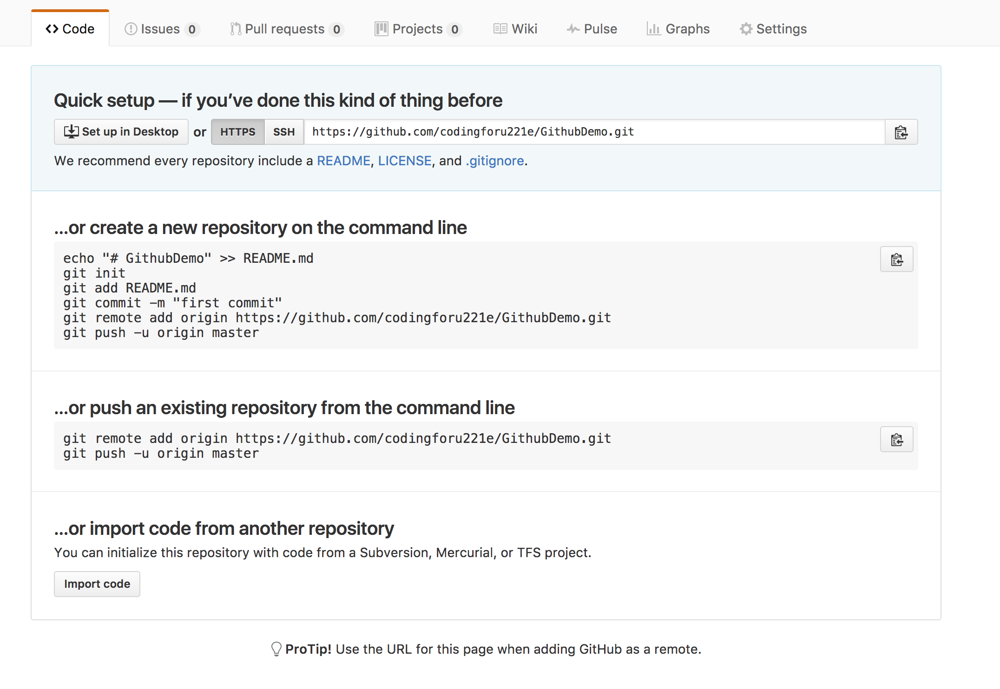 Code Issues 0 Pull requests 0 Projects 0 Wiki Pulse Graphs Settings
Quick setup — if you’ve done this kind of thing before
Set up in Desktop or HTTPS SSH https://github.com/codingforu221e/GithubDemo.git
We recommend every repository include a README, LICENSE, and .gitignore.
…or create a new repository on the command line
echo "# GithubDemo" >> README.md
git init
git add README.md
git commit -m "first commit"
git remote add origin https://github.com/codingforu221e/GithubDemo.git
git push -u origin master
…or push an existing repository from the command line
git remote add origin https://github.com/codingforu221e/GithubDemo.git
git push -u origin master
…or import code from another repository
You can initialize this repository with code from a Subversion, Mercurial, or TFS project.
Import code
ProTip! Use the URL for this page when adding GitHub as a remote.